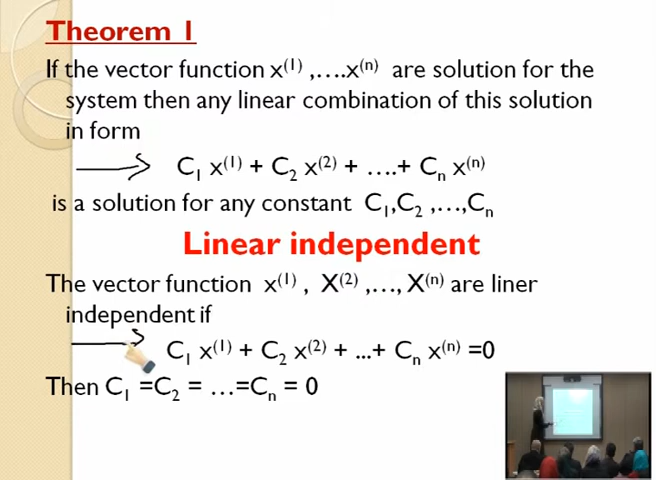 Theorem 1
If the vector function x⁽¹⁾ ,….x⁽ⁿ⁾ are solution for the
system then any linear combination of this solution
in form
C₁ x⁽¹⁾ + C₂ x⁽²⁾ + ….+ Cₙ x⁽ⁿ⁾
is a solution for any constant C₁,C₂ ,…,Cₙ
Linear independent
The vector function x⁽¹⁾ , X⁽²⁾ ,…, X⁽ⁿ⁾ are liner
independent if
C₁ x⁽¹⁾ + C₂ x⁽²⁾ + ...+ Cₙ x⁽ⁿ⁾ =0
Then C₁ =C₂ = …=Cₙ = 0